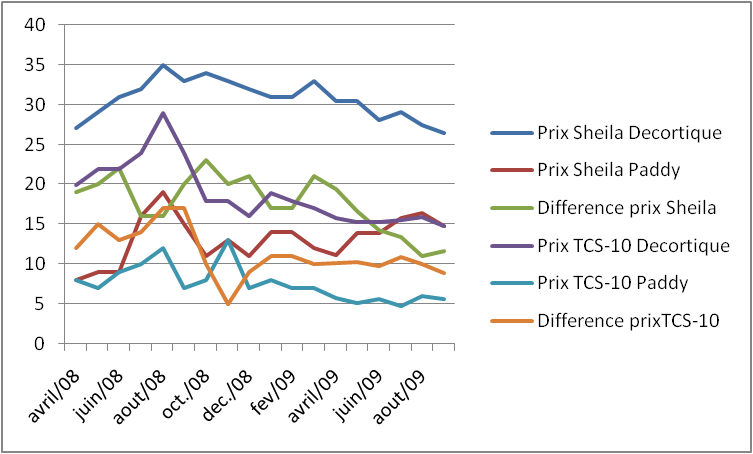 40
35
30
25
20
15
10
5
0
avril/08
juin/08
aout/08
oct./08
dec./08
fev/09
avril/09
juin/09
aout/09
Prix Sheila Decortique
Prix Sheila Paddy
Difference prix Sheila
Prix TCS-10 Decortique
Prix TCS-10 Paddy
Difference prixTCS-10